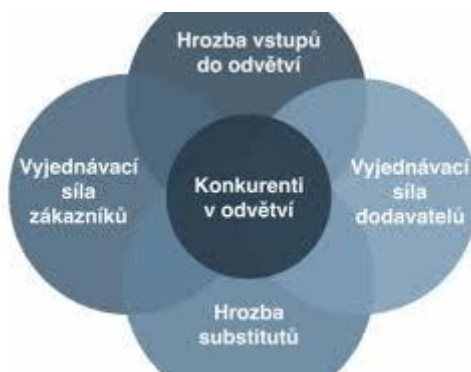 Hrozba vstupů
do odvětví
Vyjednávací
síla
zákazníků
Konkurenti
v odvětví
Vyjednávací
síla
dodavatelů
Hrozba
substitutů